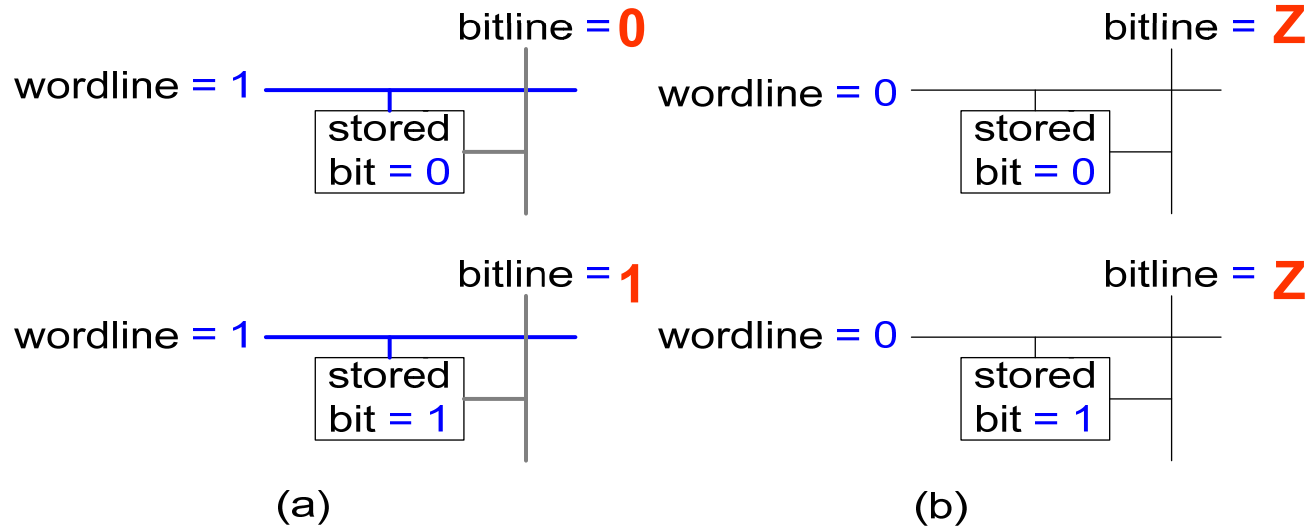 bitline = 0
wordline = 1
stored
bit = 0
bitline = 1
wordline = 1
stored
bit = 1
(a)
bitline = Z
wordline = 0
stored
bit = 0
bitline = Z
wordline = 0
stored
bit = 1
(b)